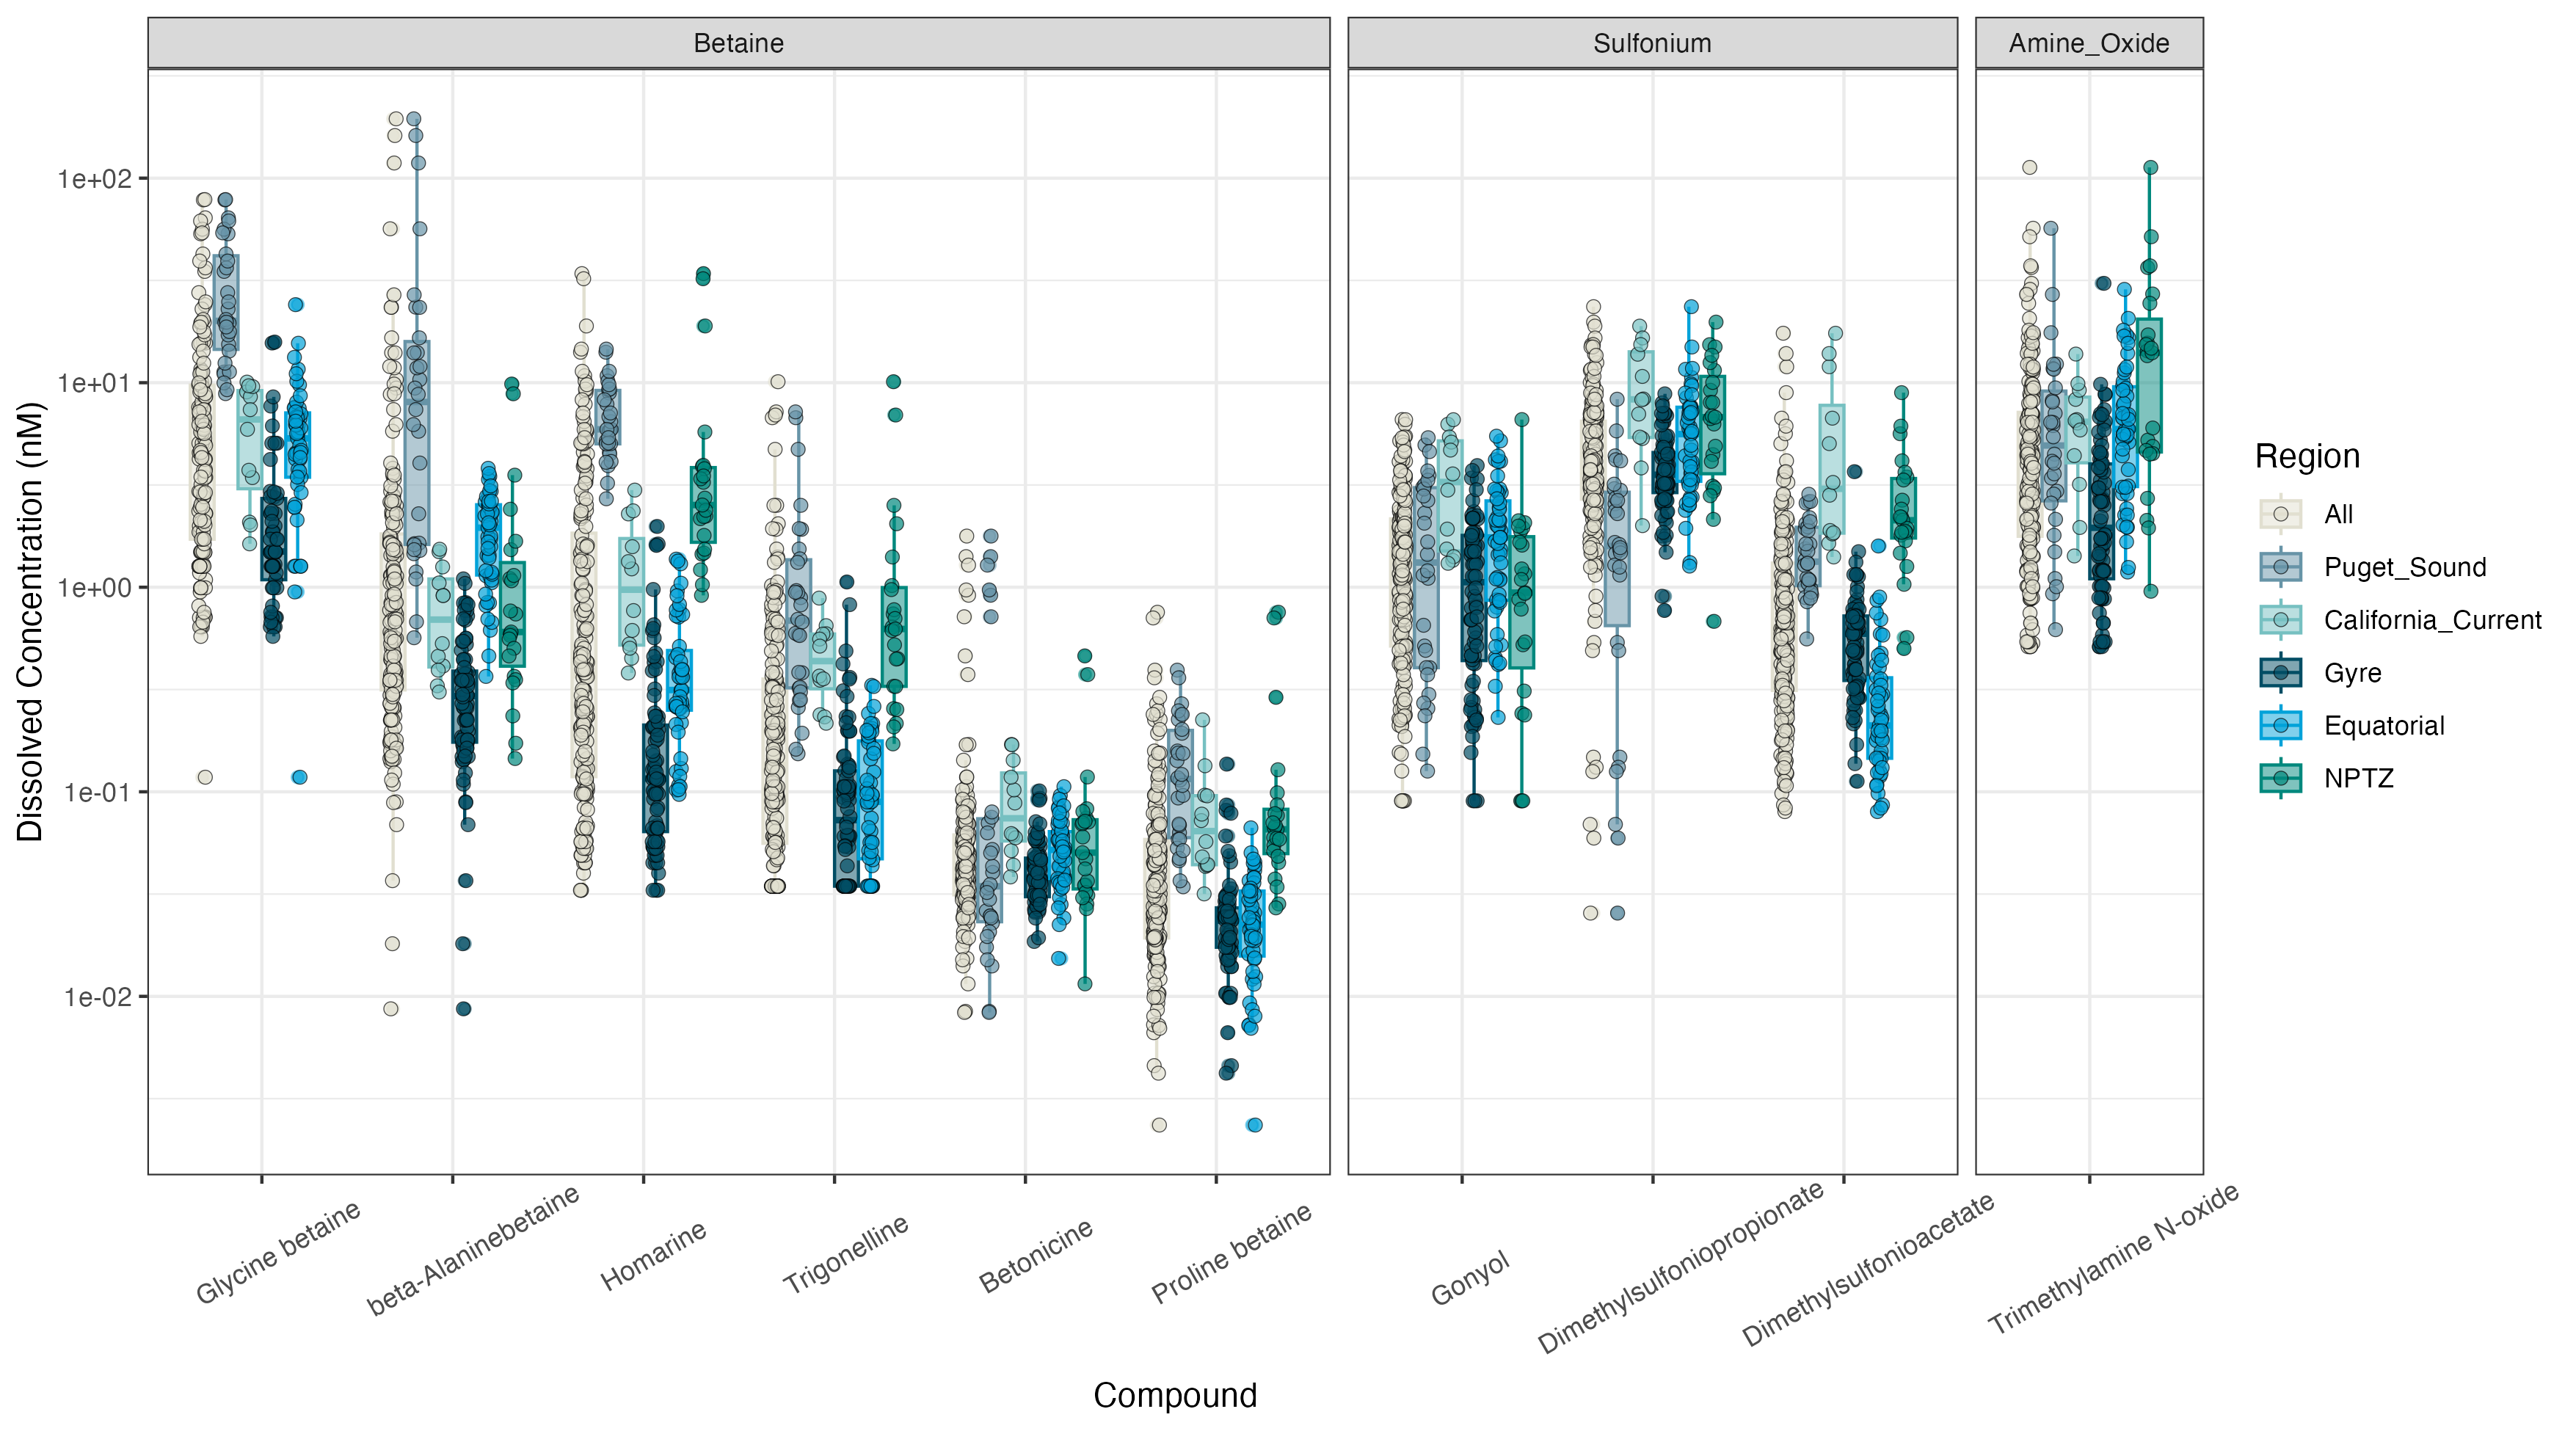 Betaine
Sulfonium
Amine_Oxide
Dissolved Concentration (nM)
1e+02
1e+01
1e+00
1e-01
1e-02
Glycine betaine
beta-Alaninebetaine
Homarine
Trigonelline
Betonicine
Proline betaine
Gonyol
Dimethylsulfoniopropionate
Dimethylsulfonioacetate
Trimethylamine N-oxide
Compound
Region
All
Puget_Sound
California_Current
Gyre
Equatorial
NPTZ